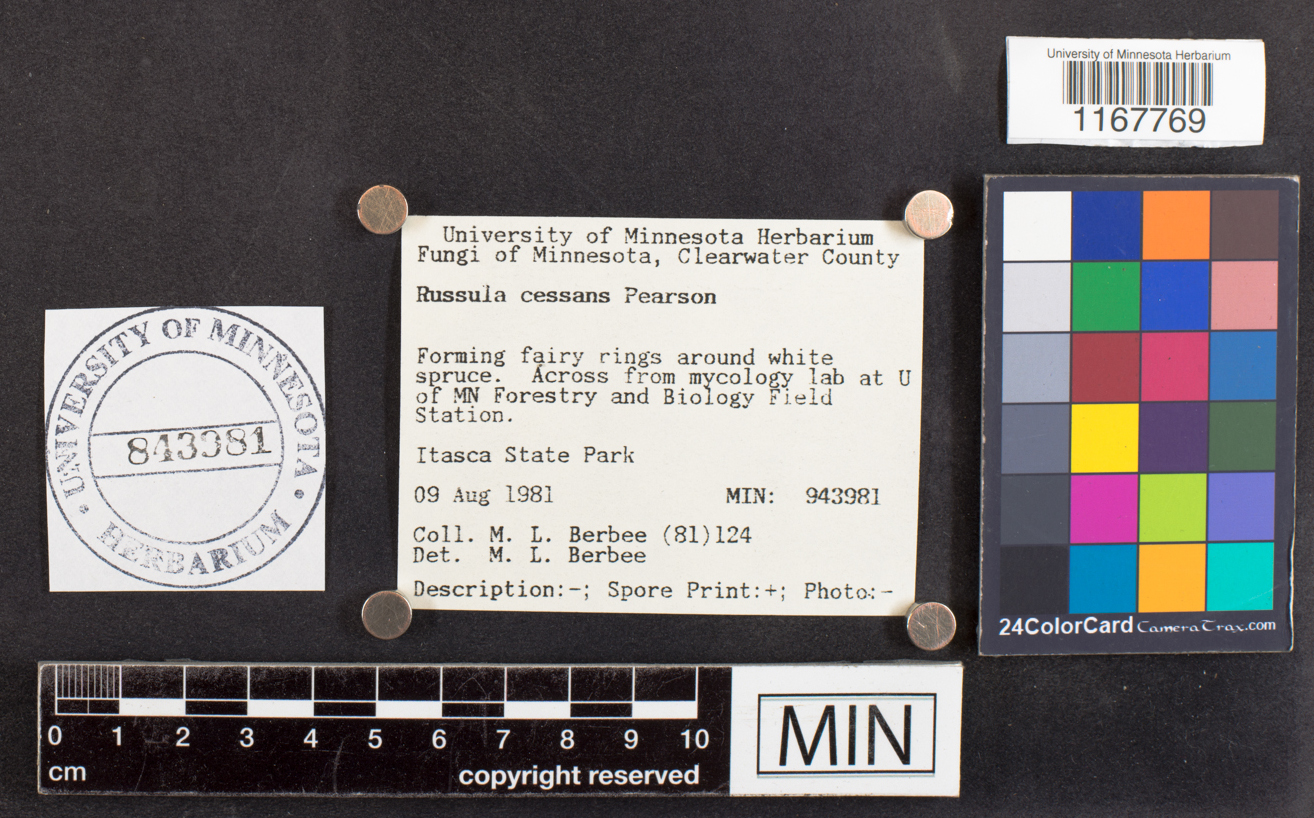 University of Minnesota Herbarium
1167769
University of Minnesota Herbarium
Fungi of Minnesota, Clearwater County
Russula cessans Pearson
Forming fairy rings around white
spruce. Across from mycology lab at U
of MN Forestry and Biology Field
Station.
Itasca State Park
09 Aug 1981 MIN: 943981
Coll. M. L. Berbee (81)124
Det. M. L. Berbee
Description:-; Spore Print:+; Photo:-
UNIVERSITY OF MINNESOTA
843981
• HERBARIUM •
24ColorCard CameraTrax.com
0 1 2 3 4 5 6 7 8 9 10
cm copyright reserved
MIN